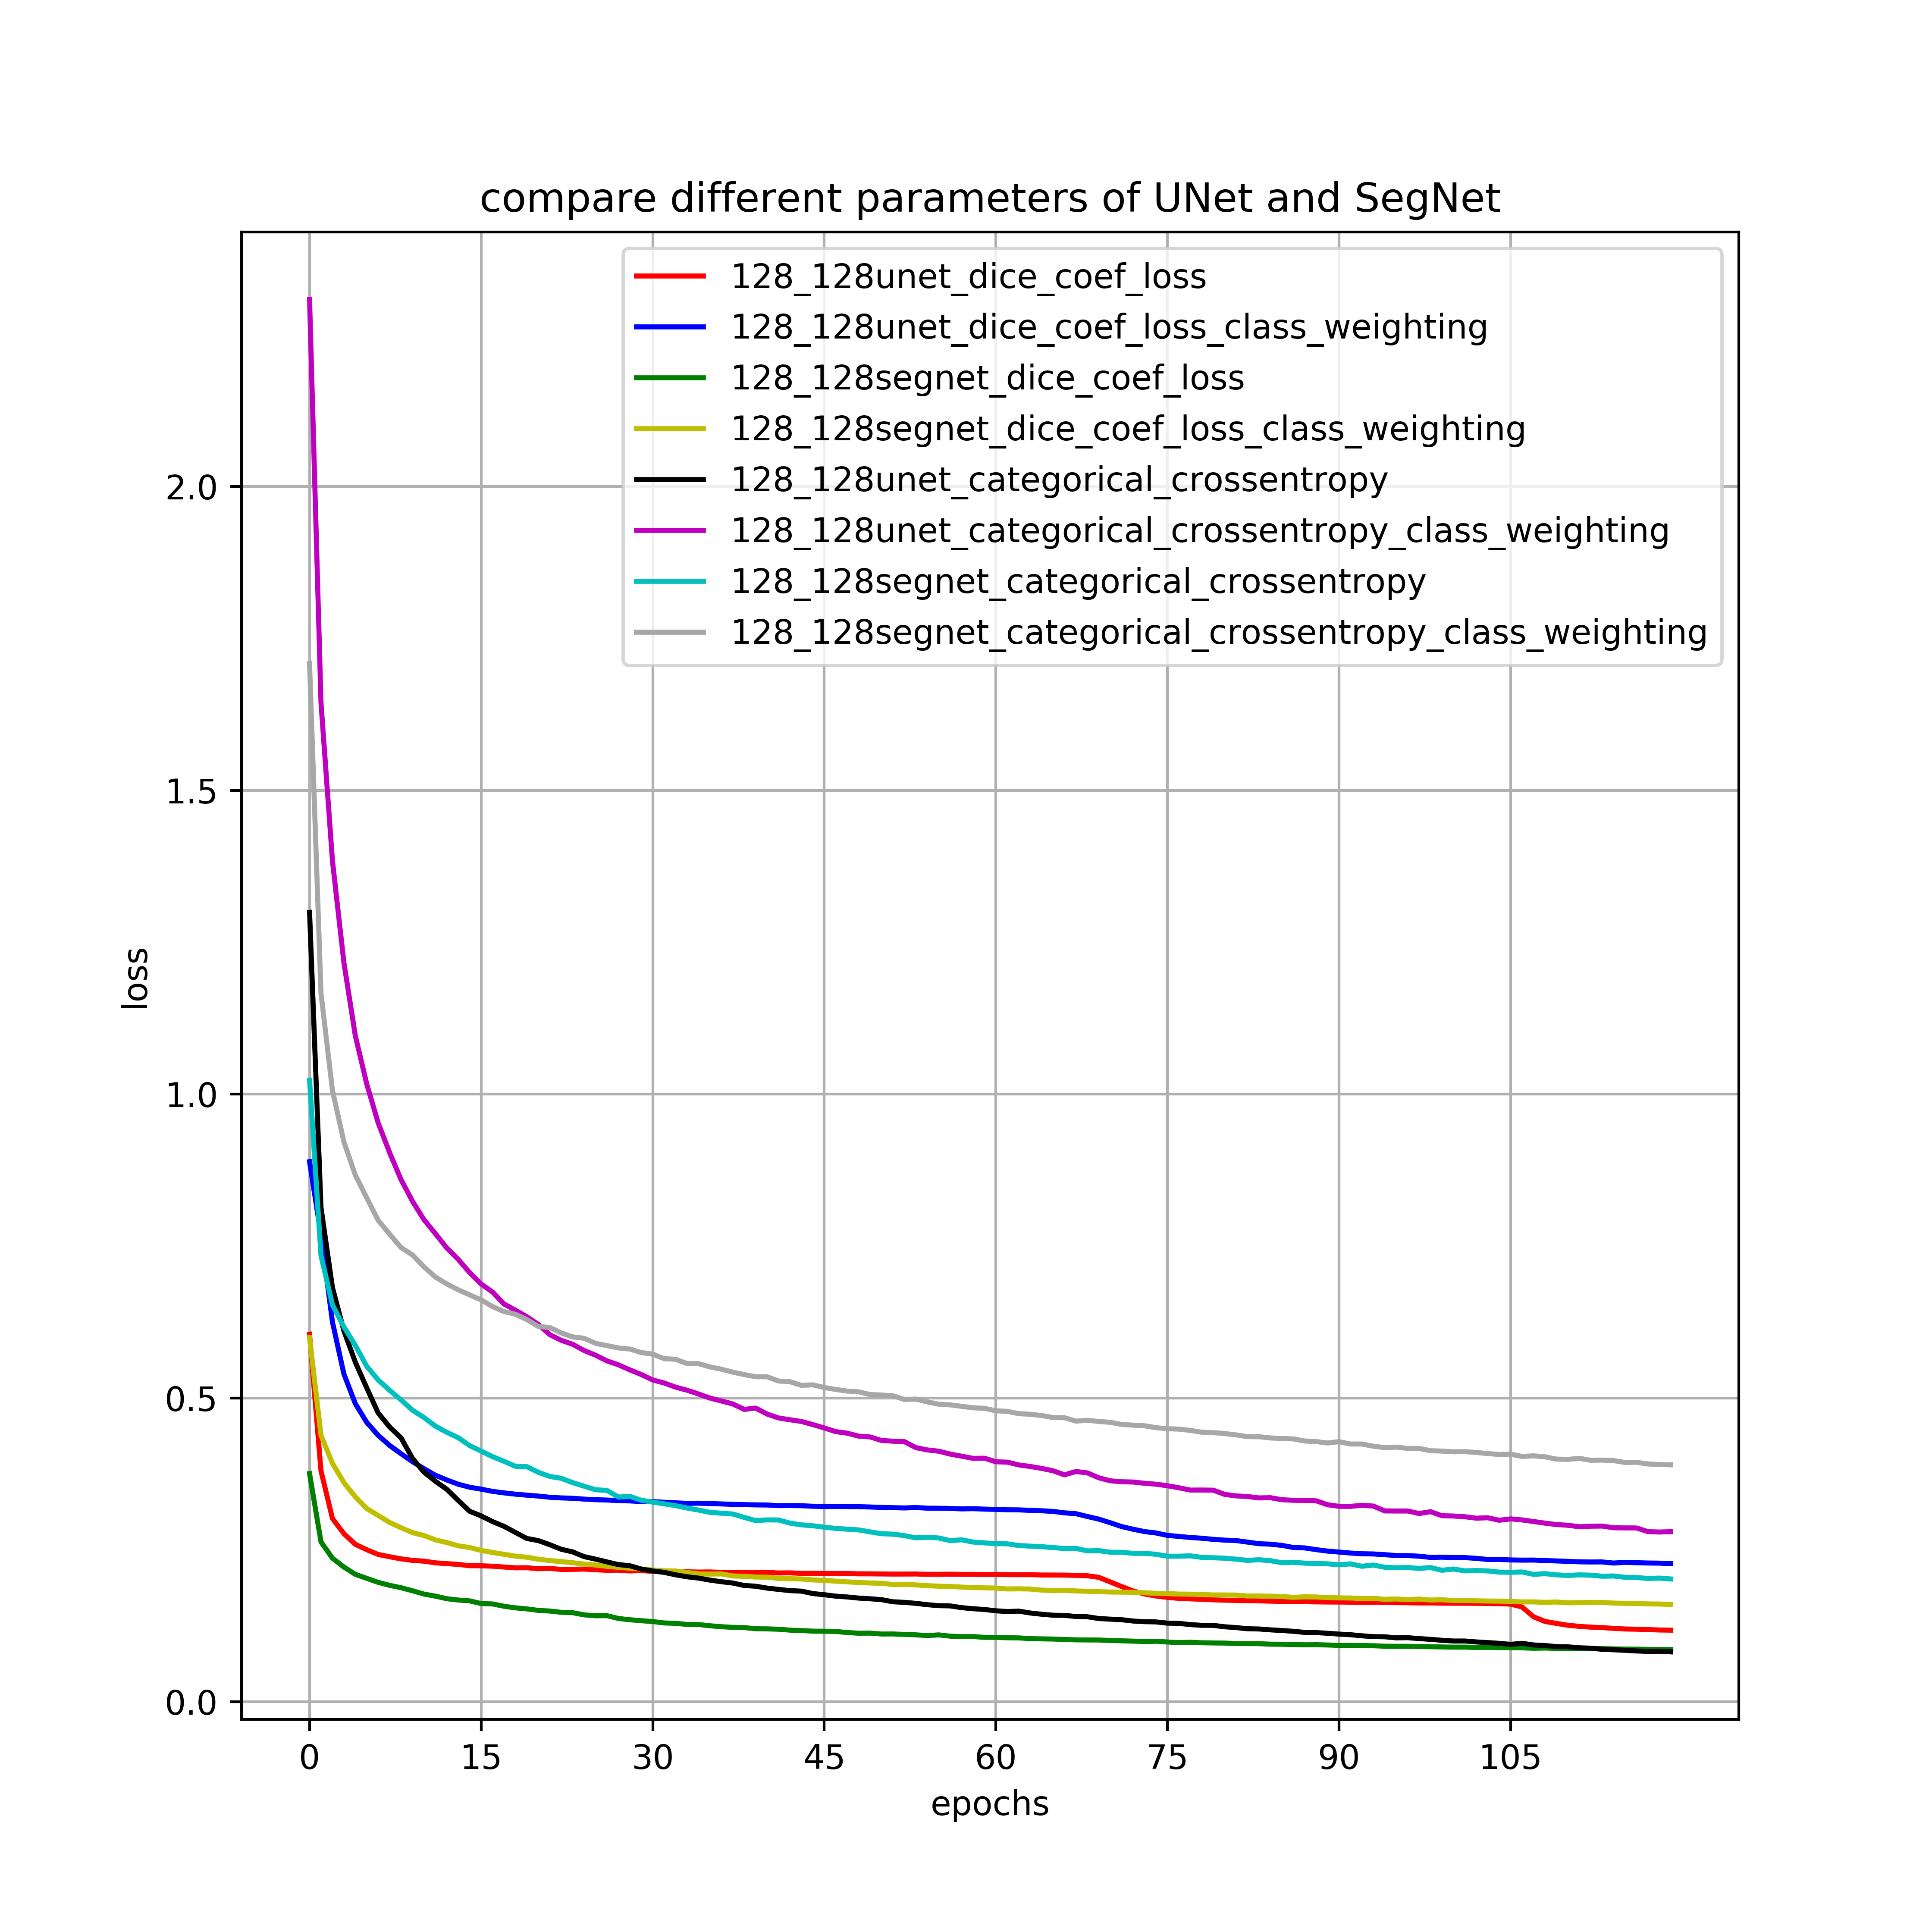 compare different parameters of UNet and SegNet
128_128unet_dice_coef_loss
128_128unet_dice_coef_loss_class_weighting
128_128segnet_dice_coef_loss
128_128segnet_dice_coef_loss_class_weighting
128_128unet_categorical_crossentropy
128_128unet_categorical_crossentropy_class_weighting
128_128segnet_categorical_crossentropy
128_128segnet_categorical_crossentropy_class_weighting
2.0
1.5
1.0
0.5
0.0
loss
0 15 30 45 60 75 90 105
epochs